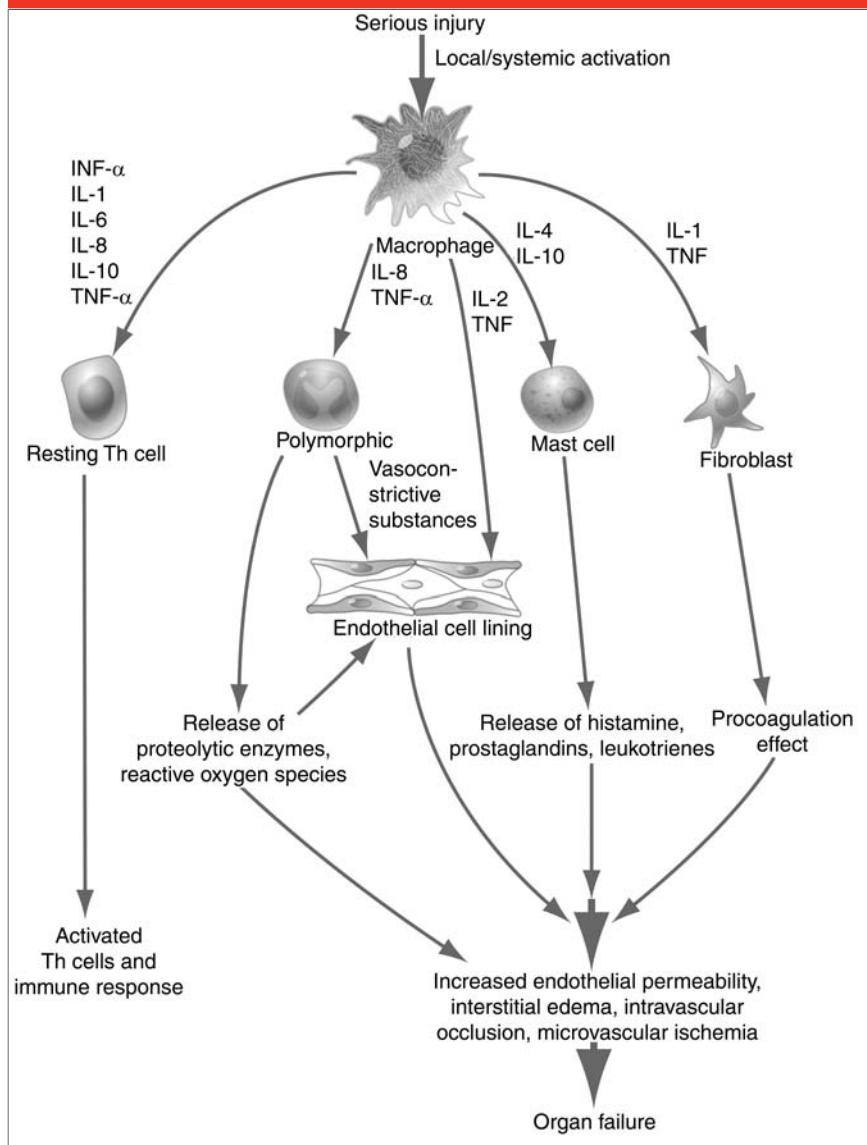 Serious injury
Local/systemic activation
INF-α
IL-1
IL-6
IL-8
IL-10
TNF-α
Macrophage
IL-8
TNF-α
IL-2
TNF
IL-4
IL-10
IL-1
TNF
Resting Th cell
Polymorphic
Mast cell
Fibroblast
Vasocon-
strictive
substances
Endothelial cell lining
Release of
proteolytic enzymes,
reactive oxygen species
Release of histamine,
prostaglandins, leukotrienes
Procoagulation
effect
Activated
Th cells and
immune response
Increased endothelial permeability,
interstitial edema, intravascular
occlusion, microvascular ischemia
Organ failure